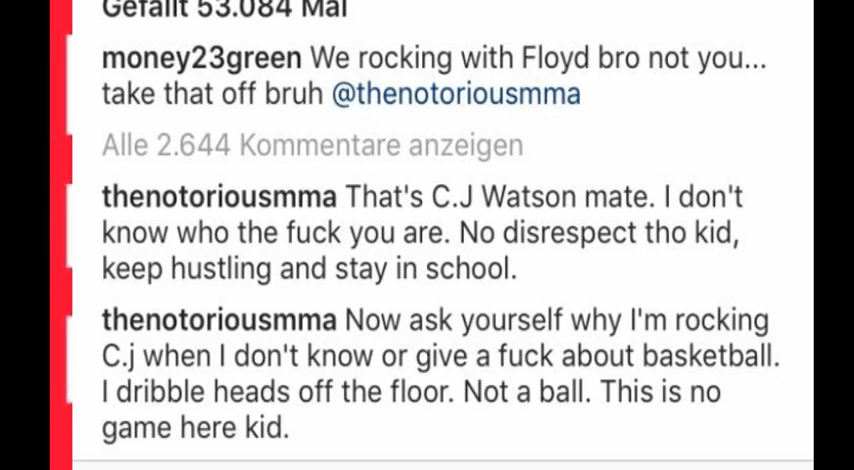 Gefällt 53.084 Mal
money23green We rocking with Floyd bro not you...
take that off bruh @thenotoriousmma
Alle 2.644 Kommentare anzeigen
thenotoriousmma That's C.J Watson mate. I don't
know who the fuck you are. No disrespect tho kid,
keep hustling and stay in school.
thenotoriousmma Now ask yourself why I'm rocking
C.j when I don't know or give a fuck about basketball.
I dribble heads off the floor. Not a ball. This is no
game here kid.